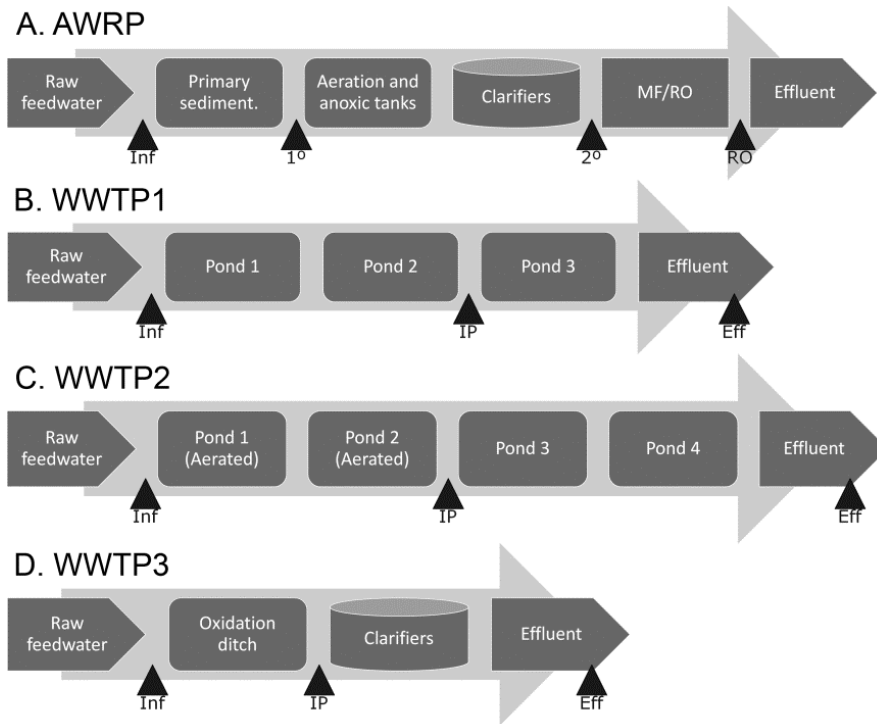 A. AWRP
Raw
feedwater
Primary
sediment.
Aeration and
anoxic tanks
Clarifiers
MF/RO
Effluent
Inf
1º
2º
RO
B. WWTP1
Raw
feedwater
Pond 1
Pond 2
Pond 3
Effluent
Inf
IP
Eff
C. WWTP2
Raw
feedwater
Pond 1
(Aerated)
Pond 2
(Aerated)
Pond 3
Pond 4
Effluent
Inf
IP
Eff
D. WWTP3
Raw
feedwater
Oxidation
ditch
Clarifiers
Effluent
Inf
IP
Eff